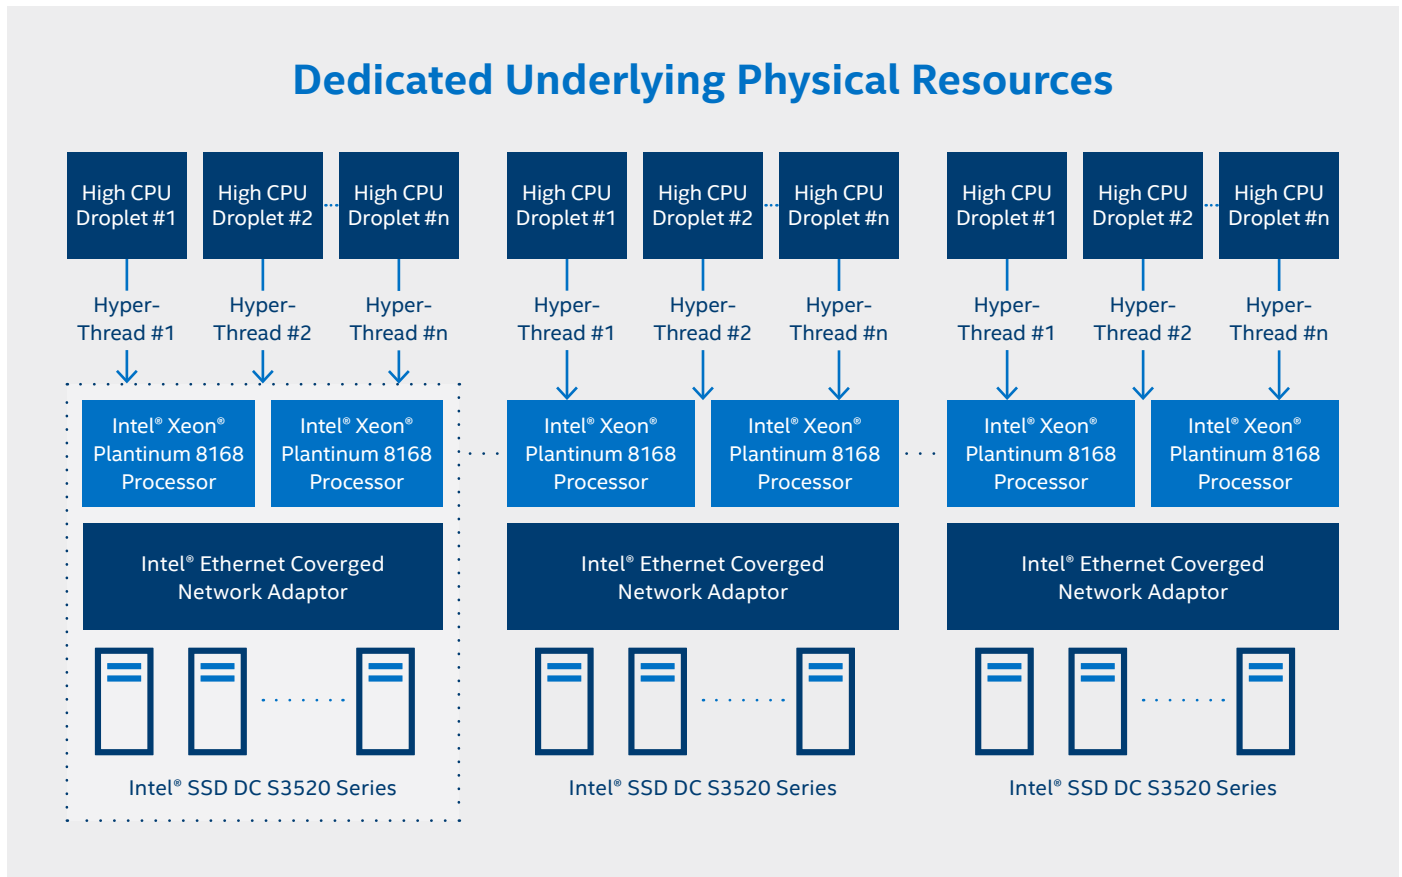 Dedicated Underlying Physical Resources
High CPU
Droplet #1
High CPU
Droplet #2
High CPU
Droplet #n
High CPU
Droplet #1
High CPU
Droplet #2
High CPU
Droplet #n
High CPU
Droplet #1
High CPU
Droplet #2
High CPU
Droplet #n
Hyper-
Thread #1
Hyper-
Thread #2
Hyper-
Thread #n
Hyper-
Thread #1
Hyper-
Thread #2
Hyper-
Thread #n
Hyper-
Thread #1
Hyper-
Thread #2
Hyper-
Thread #n
Intel® Xeon®
Plantinum 8168
Processor
Intel® Xeon®
Plantinum 8168
Processor
Intel® Xeon®
Plantinum 8168
Processor
Intel® Xeon®
Plantinum 8168
Processor
Intel® Xeon®
Plantinum 8168
Processor
Intel® Xeon®
Plantinum 8168
Processor
Intel® Ethernet Coverged
Network Adaptor
Intel® Ethernet Coverged
Network Adaptor
Intel® Ethernet Coverged
Network Adaptor
Intel® SSD DC S3520 Series
Intel® SSD DC S3520 Series
Intel® SSD DC S3520 Series